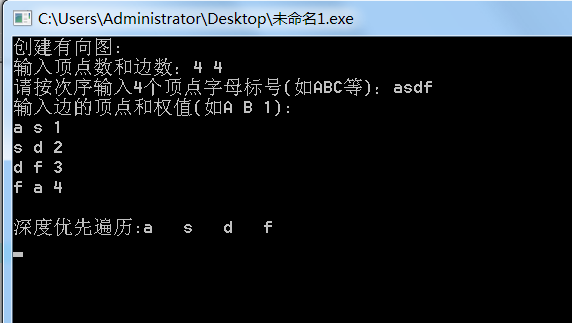 C:\Users\Administrator\Desktop\未命名1.exe
创建有向图:
输入顶点数和边数: 4 4
请按次序输入4个顶点字母标号(如ABC等): asdf
输入边的顶点和权值(如A B 1):
a s 1
s d 2
d f 3
f a 4
深度优先遍历:a s d f